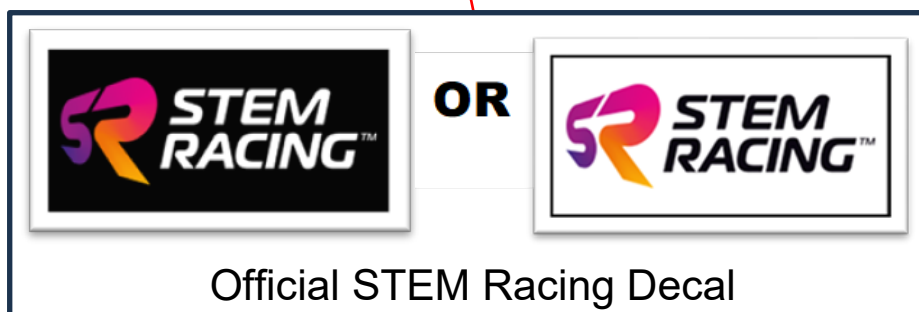 STEM
RACING™
OR
STEM
RACING™
Official STEM Racing Decal